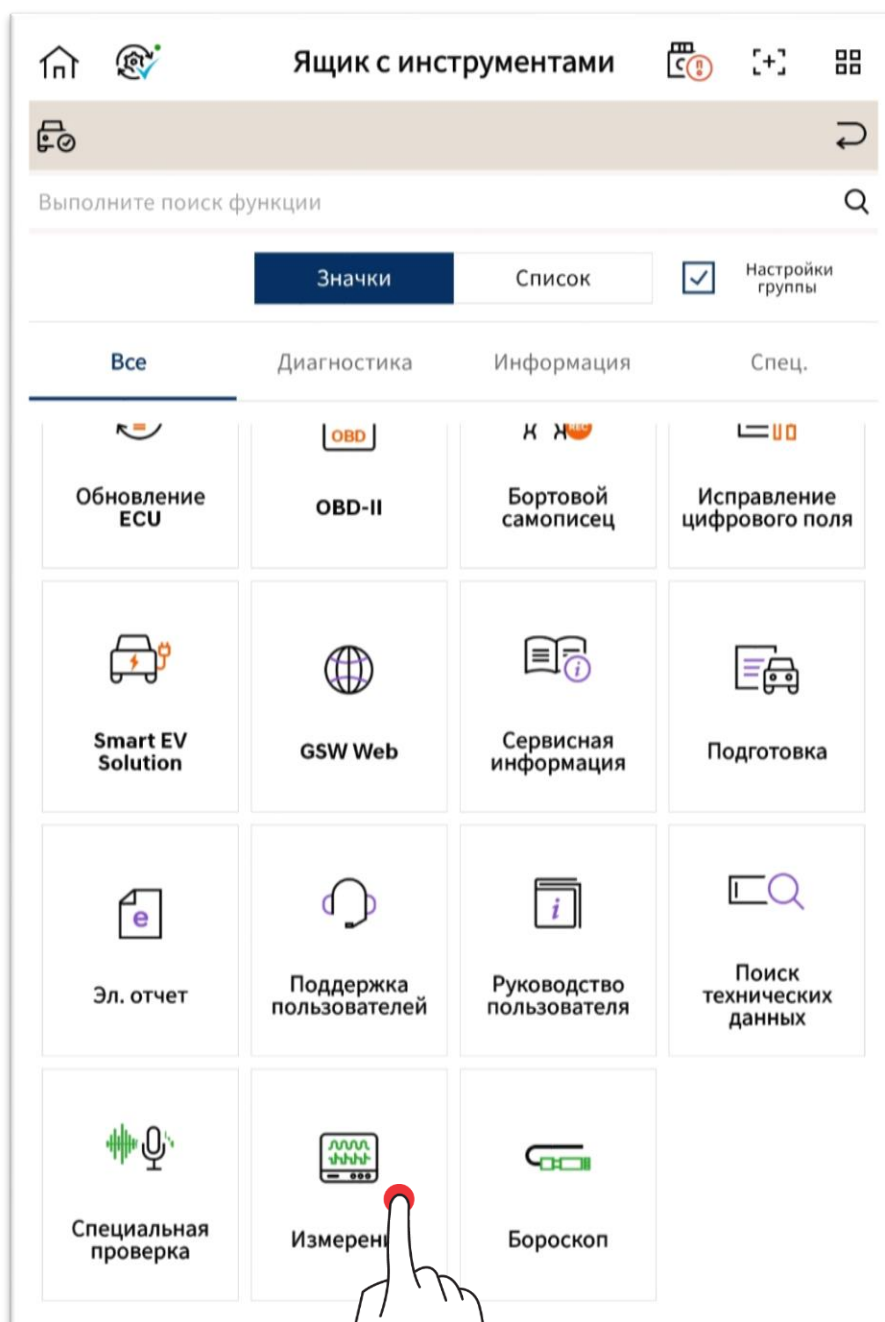 Ящик с инструментами
Выполните поиск функции
Значки
Список
Настройки
группы
Все
Диагностика
Информация
Спец.
OBD
REC
Обновление
ECU
OBD-II
Бортовой
самописец
Исправление
цифрового поля
Smart EV
Solution
GSW Web
Сервисная
информация
Подготовка
Эл. отчет
Поддержка
пользователей
Руководство
пользователя
Поиск
технических
данных
Специальная
проверка
Измерени
Бороскоп